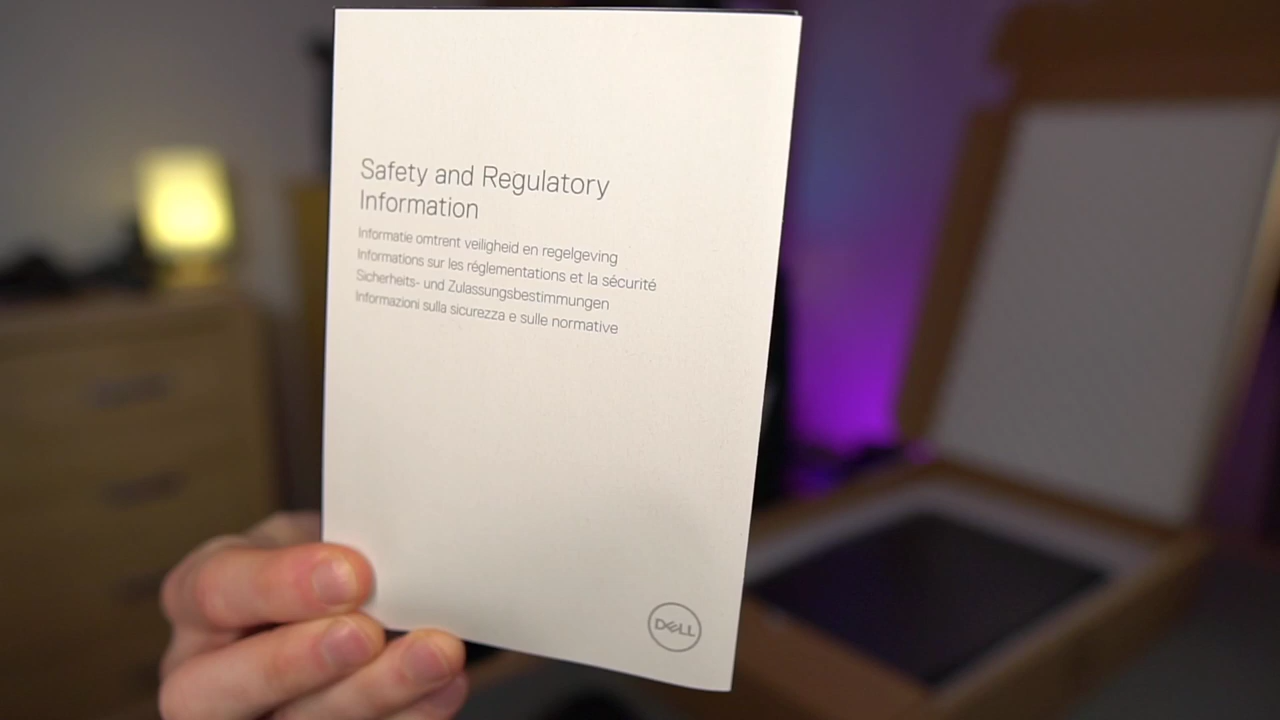 Safety and Regulatory
Information
Informatie omtrent veiligheid en regelgeving
Informations sur les réglementations et la sécurité
Sicherheits- und Zulassungsbestimmungen
Informazioni sulla sicurezza e sulle normative
DELL